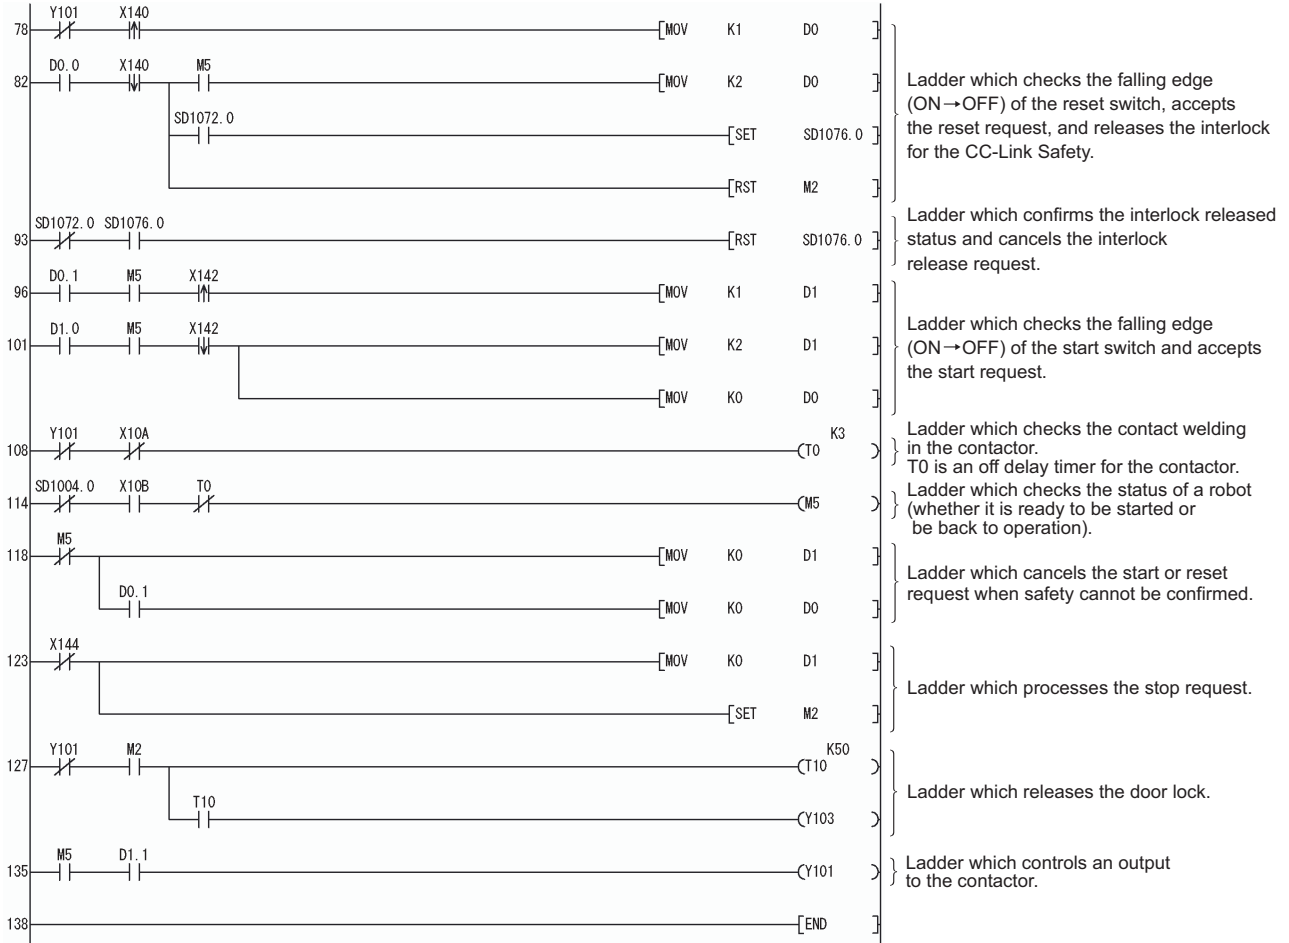 Y101 X140
78 [MOV K1 D0 ]
D0.0 X140 M5
82 [MOV K2 D0 ]
SD1072.0
[SET SD1076.0 ]
[RST M2 ]
Ladder which checks the falling edge
(ON→OFF) of the reset switch, accepts
the reset request, and releases the interlock
for the CC-Link Safety.
SD1072.0 SD1076.0
93 [RST SD1076.0 ]
Ladder which confirms the interlock released
status and cancels the interlock
release request.
D0.1 M5 X142
96 [MOV K1 D1 ]
D1.0 M5 X142
101 [MOV K2 D1 ]
[MOV K0 D0 ]
Ladder which checks the falling edge
(ON→OFF) of the start switch and accepts
the start request.
Y101 X10A K3
108 (T0 )
Ladder which checks the contact welding
in the contactor.
T0 is an off delay timer for the contactor.
SD1004.0 X10B T0
114 (M5 )
Ladder which checks the status of a robot
(whether it is ready to be started or
be back to operation).
M5
118 [MOV K0 D1 ]
D0.1
[MOV K0 D0 ]
Ladder which cancels the start or reset
request when safety cannot be confirmed.
X144
123 [MOV K0 D1 ]
[SET M2 ]
Ladder which processes the stop request.
Y101 M2 K50
127 (T10 )
T10
(Y103 )
Ladder which releases the door lock.
M5 D1.1
135 (Y101 )
Ladder which controls an output
to the contactor.
138 [END ]